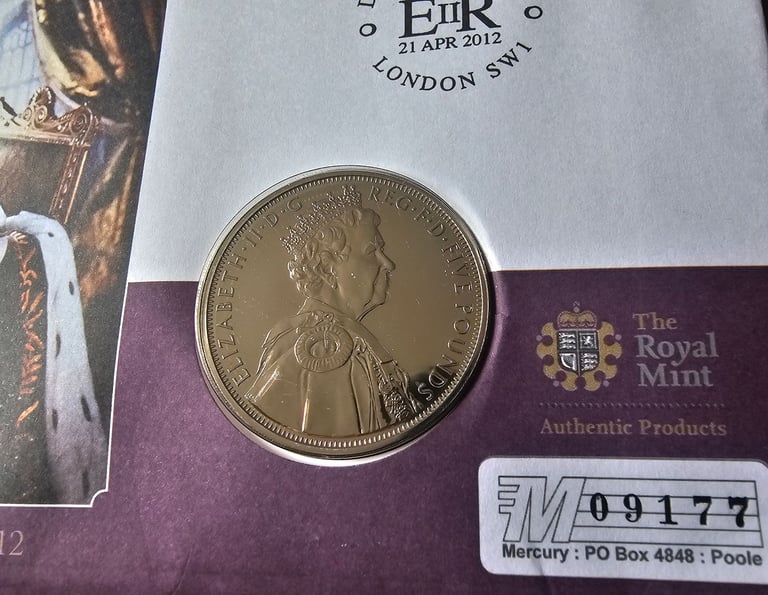 EIIR
21 APR 2012
LONDON SW1
ELIZABETH·II·D·G REG·F·D·FIVE POUNDS
The
Royal
Mint
Authentic Products
M 09177
Mercury : PO Box 4848 : Poole
12